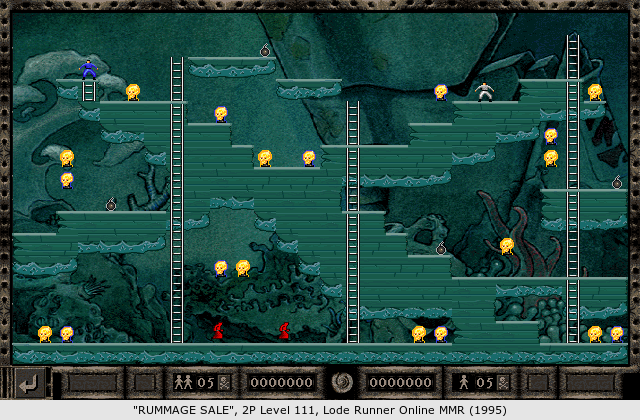 05 0000000 0000000 05
"RUMMAGE SALE", 2P Level 111, Lode Runner Online MMR (1995)